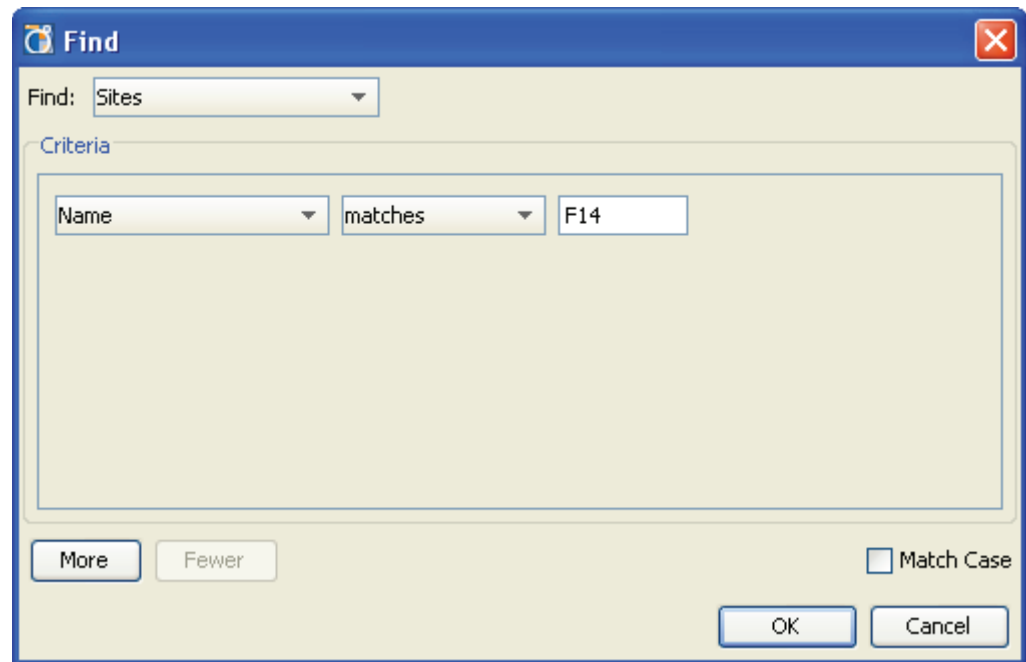 Find
Find: Sites
Criteria
Name matches F14
More Fewer Match Case
OK Cancel